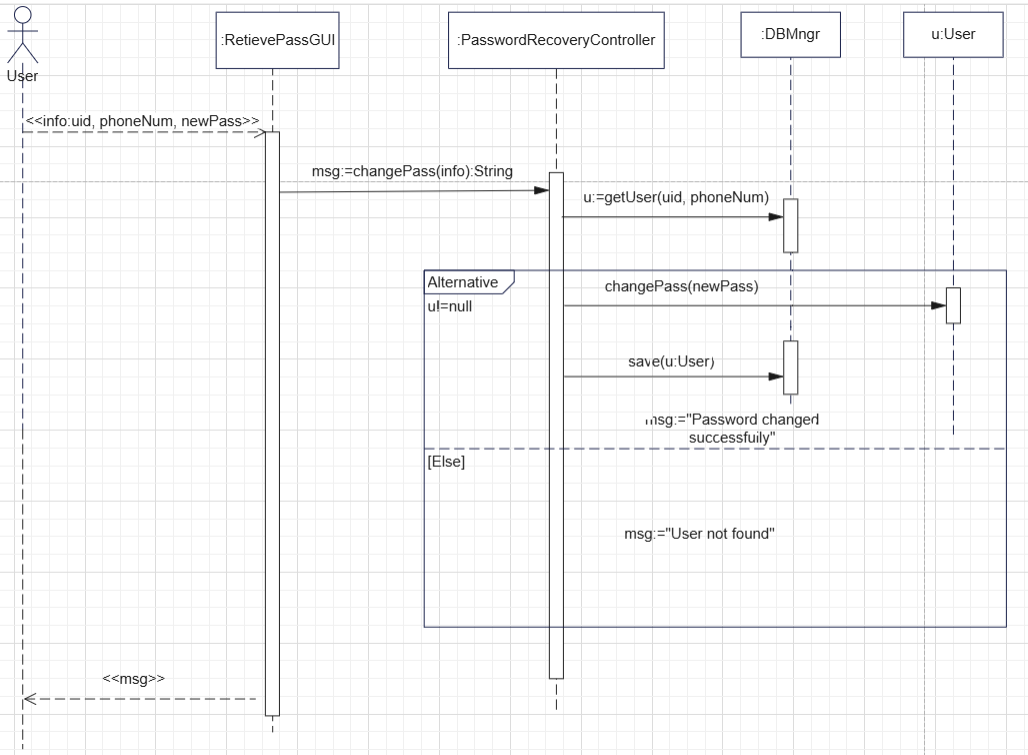 :RetievePassGUI
:PasswordRecoveryController
:DBMngr
u:User
User
<<info:uid, phoneNum, newPass>>
msg:=changePass(info):String
u:=getUser(uid, phoneNum)
Alternative
changePass(newPass)
u!=null
save(u:User)
msg:="Password changed
successfuily"
[Else]
msg:="User not found"
<<msg>>